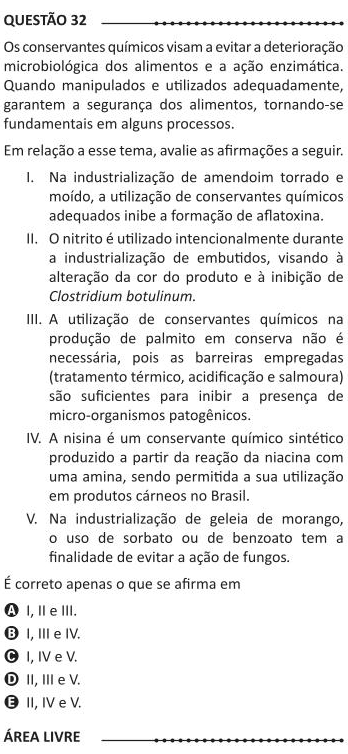 QUESTÃO 32
Os conservantes químicos visam a evitar a deterioração
microbiológica dos alimentos e a ação enzimática.
Quando manipulados e utilizados adequadamente,
garantem a segurança dos alimentos, tornando-se
fundamentais em alguns processos.
Em relação a esse tema, avalie as afirmações a seguir.
I. Na industrialização de amendoim torrado e
moído, a utilização de conservantes químicos
adequados inibe a formação de aflatoxina.
II. O nitrito é utilizado intencionalmente durante
a industrialização de embutidos, visando à
alteração da cor do produto e à inibição de
Clostridium botulinum.
III. A utilização de conservantes químicos na
produção de palmito em conserva não é
necessária, pois as barreiras empregadas
(tratamento térmico, acidificação e salmoura)
são suficientes para inibir a presença de
micro-organismos patogênicos.
IV. A nisina é um conservante químico sintético
produzido a partir da reação da niacina com
uma amina, sendo permitida a sua utilização
em produtos cárneos no Brasil.
V. Na industrialização de geleia de morango,
o uso de sorbato ou de benzoato tem a
finalidade de evitar a ação de fungos.
É correto apenas o que se afirma em
A I, II e III.
B I, III e IV.
C I, IV e V.
D II, III e V.
E II, IV e V.
ÁREA LIVRE